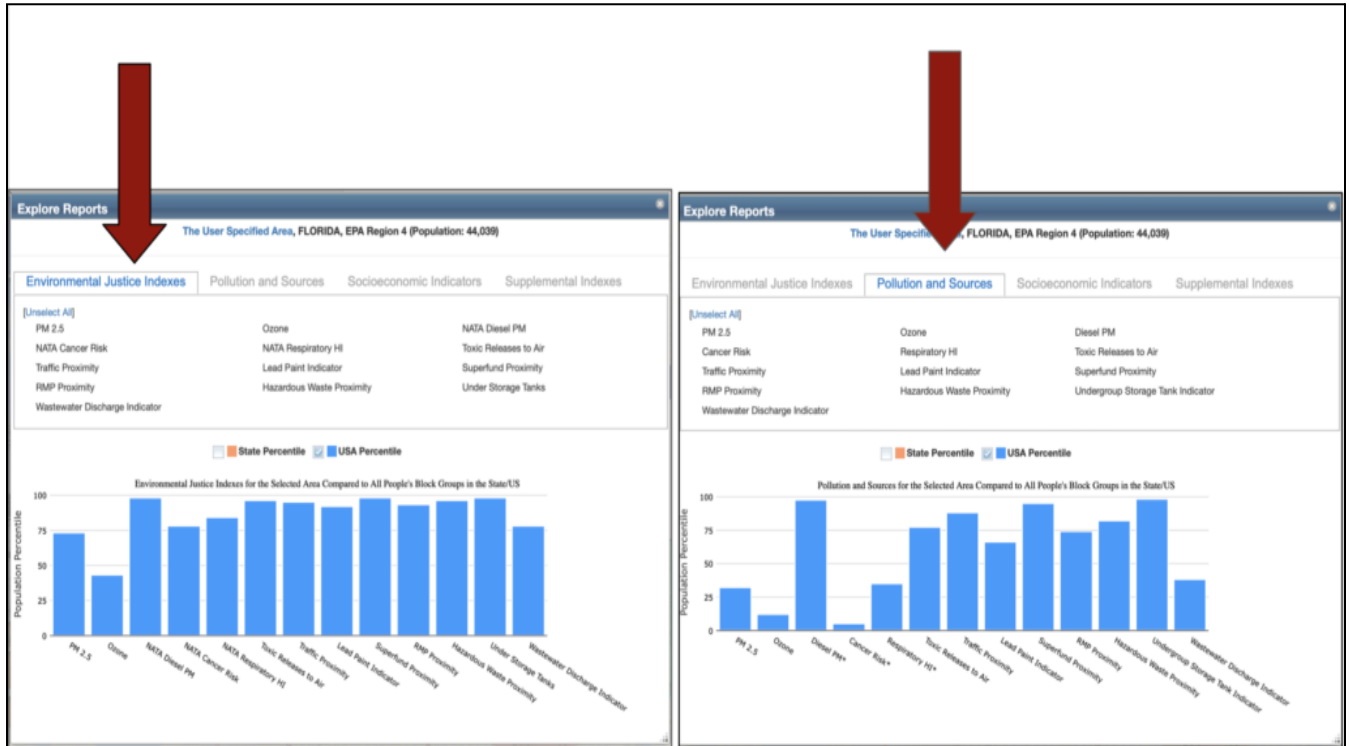 Explore Reports
The User Specified Area, FLORIDA, EPA Region 4 (Population: 44,039)
Environmental Justice Indexes Pollution and Sources Socioeconomic Indicators Supplemental Indexes
[Unselect All]
PM 2.5 Ozone NATA Diesel PM
NATA Cancer Risk NATA Respiratory HI Toxic Releases to Air
Traffic Proximity Lead Paint Indicator Superfund Proximity
RMP Proximity Hazardous Waste Proximity Under Storage Tanks
Wastewater Discharge Indicator
State Percentile USA Percentile
Environmental Justice Indexes for the Selected Area Compared to All People's Block Groups in the State/US
Population Percentile
100
75
50
25
0
PM 2.5
Ozone
NATA Diesel PM
NATA Cancer Risk
NATA Respiratory HI
Toxic Releases to Air
Traffic Proximity
Lead Paint Indicator
Superfund Proximity
RMP Proximity
Hazardous Waste Proximity
Under Storage Tanks
Wastewater Discharge Indicator
Explore Reports
The User Specified , FLORIDA, EPA Region 4 (Population: 44,039)
Environmental Justice Indexes Pollution and Sources Socioeconomic Indicators Supplemental Indexes
[Unselect All]
PM 2.5 Ozone Diesel PM
Cancer Risk Respiratory HI Toxic Releases to Air
Traffic Proximity Lead Paint Indicator Superfund Proximity
RMP Proximity Hazardous Waste Proximity Undergroup Storage Tank Indicator
Wastewater Discharge Indicator
State Percentile USA Percentile
Pollution and Sources for the Selected Area Compared to All People's Block Groups in the State/US
Population Percentile
100
75
50
25
0
PM 2.5
Ozone
Diesel PM*
Cancer Risk*
Respiratory HI*
Toxic Releases to Air
Traffic Proximity
Lead Paint Indicator
Superfund Proximity
RMP Proximity
Hazardous Waste Proximity
Undergroup Storage Tank Indicator
Wastewater Discharge Indicator